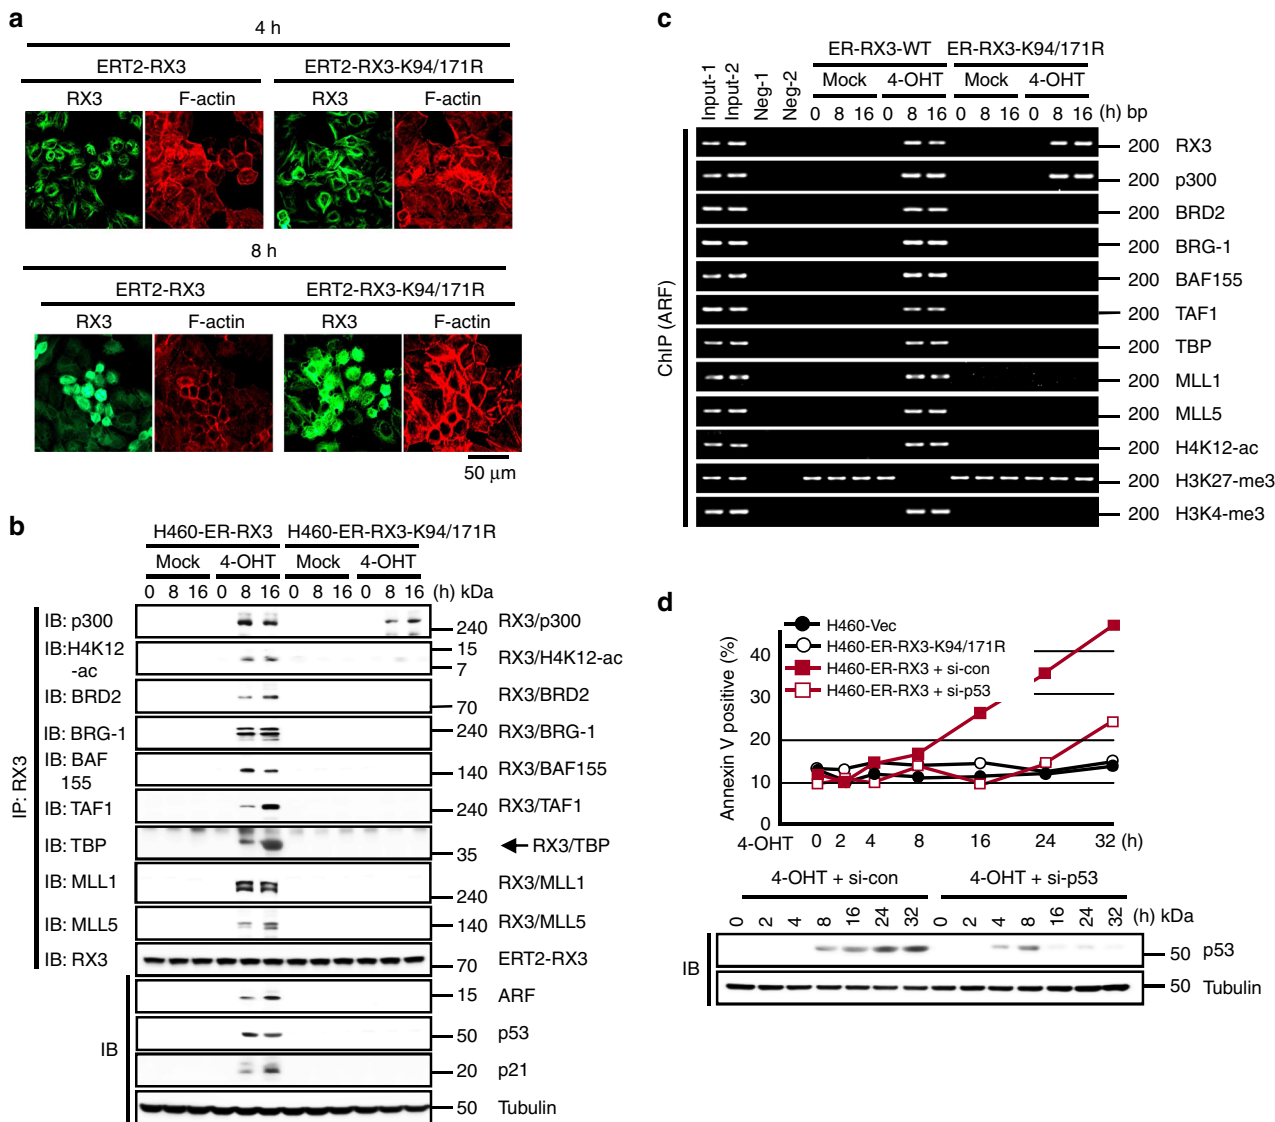 a
4 h
ERT2-RX3 ERT2-RX3-K94/171R
RX3 F-actin RX3 F-actin
8 h
ERT2-RX3 ERT2-RX3-K94/171R
RX3 F-actin RX3 F-actin
50 μm
b
H460-ER-RX3 H460-ER-RX3-K94/171R
Mock 4-OHT Mock 4-OHT
0 8 16 0 8 16 0 8 16 0 8 16 (h) kDa
IP: RX3
IB: p300 240 RX3/p300
IB:H4K12-ac 15 7 RX3/H4K12-ac
IB: BRD2 70 RX3/BRD2
IB: BRG-1 240 RX3/BRG-1
IB: BAF 155 140 RX3/BAF155
IB: TAF1 240 RX3/TAF1
IB: TBP 35 RX3/TBP
IB: MLL1 240 RX3/MLL1
IB: MLL5 140 RX3/MLL5
IB: RX3 70 ERT2-RX3
IB
15 ARF
50 p53
20 p21
50 Tubulin
c
ER-RX3-WT ER-RX3-K94/171R
Input-1 Input-2 Neg-1 Neg-2 Mock 4-OHT Mock 4-OHT
0 8 16 0 8 16 0 8 16 0 8 16 (h) bp
ChIP (ARF)
200 RX3
200 p300
200 BRD2
200 BRG-1
200 BAF155
200 TAF1
200 TBP
200 MLL1
200 MLL5
200 H4K12-ac
200 H3K27-me3
200 H3K4-me3
d
H460-Vec
H460-ER-RX3-K94/171R
H460-ER-RX3 + si-con
H460-ER-RX3 + si-p53
Annexin V positive (%)
40
30
20
10
0
4-OHT 0 2 4 8 16 24 32 (h)
4-OHT + si-con 4-OHT + si-p53
0 2 4 8 16 24 32 0 2 4 8 16 24 32 (h) kDa
IB
50 p53
50 Tubulin